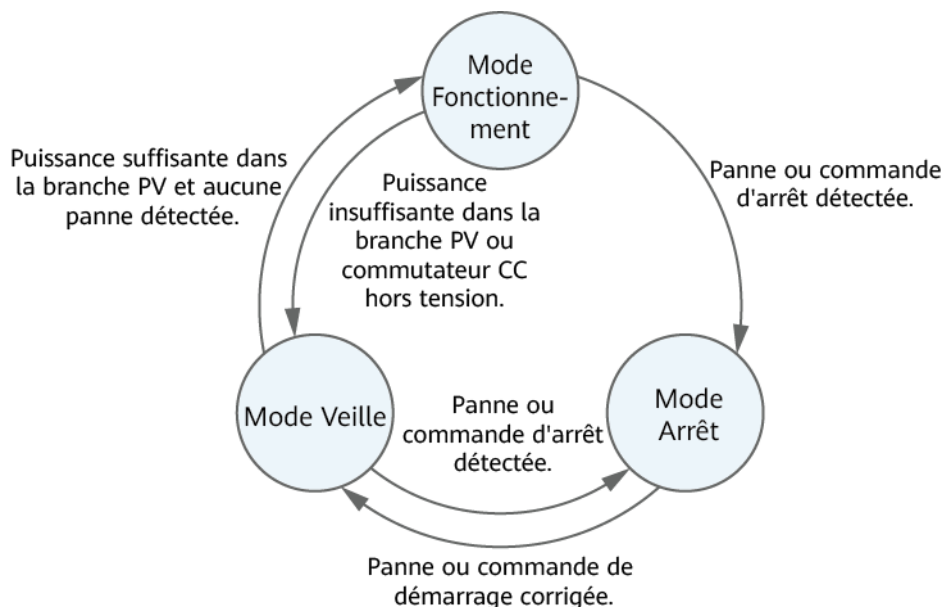 Mode
Fonctionne-
ment
Puissance suffisante dans
la branche PV et aucune
panne détectée.
Puissance
insuffisante dans la
branche PV ou
commutateur CC
hors tension.
Panne ou commande
d'arrêt détectée.
Mode Veille
Panne ou
commande d'arrêt
détectée.
Mode
Arrêt
Panne ou commande de
démarrage corrigée.